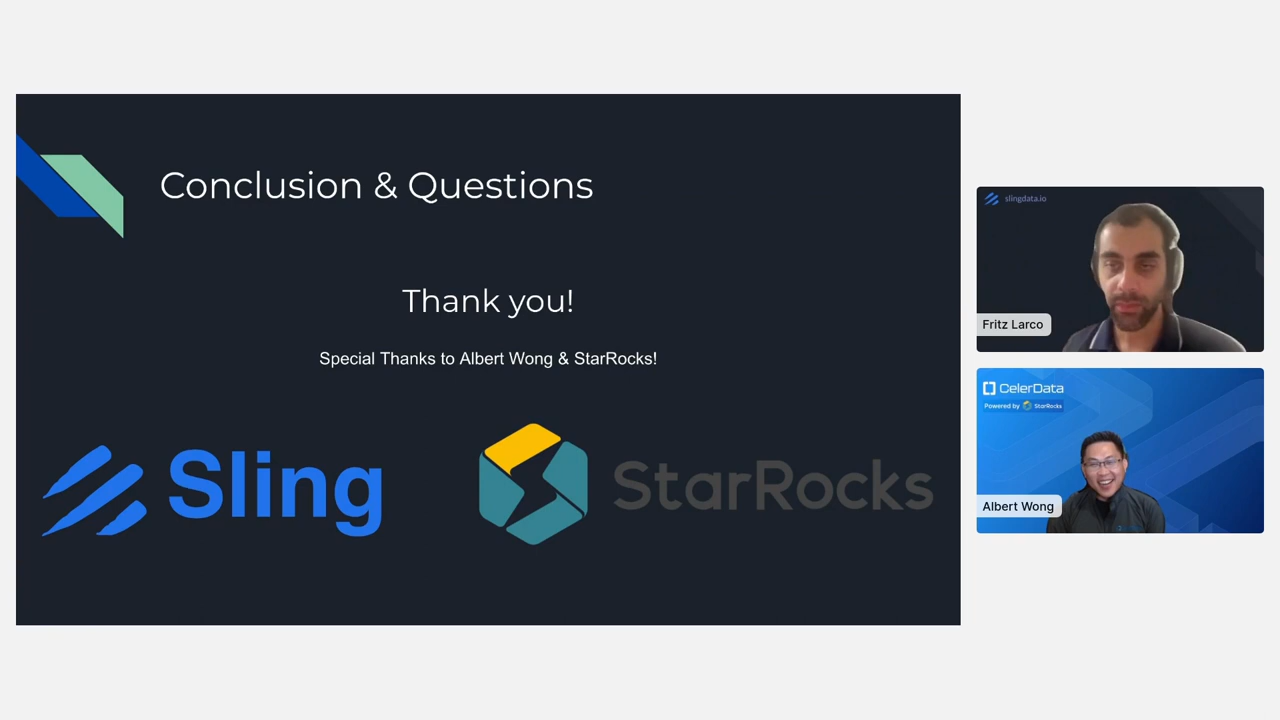 Conclusion & Questions
Thank you!
Special Thanks to Albert Wong & StarRocks!
Sling
StarRocks
slingdata.io
Fritz Larco
CelerData
Powered by StarRocks
Albert Wong